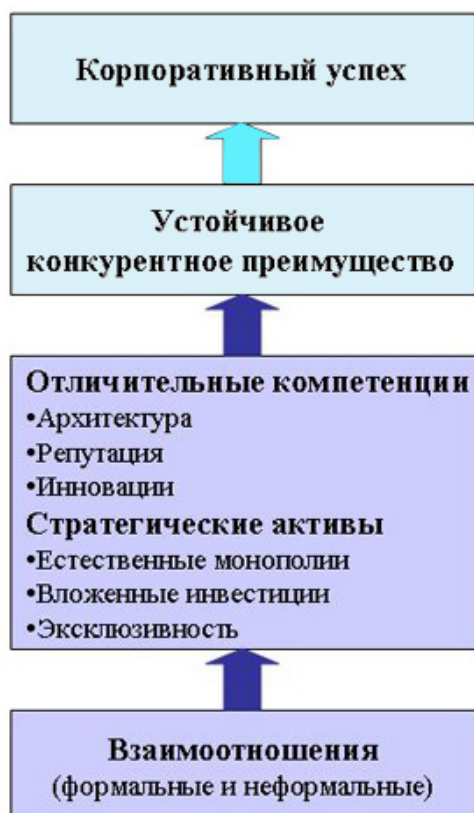 Корпоративный успех
Устойчивое
конкурентное преимущество
Отличительные компетенции
•Архитектура
•Репутация
•Инновации
Стратегические активы
•Естественные монополии
•Вложенные инвестиции
•Эксклюзивность
Взаимоотношения
(формальные и неформальные)